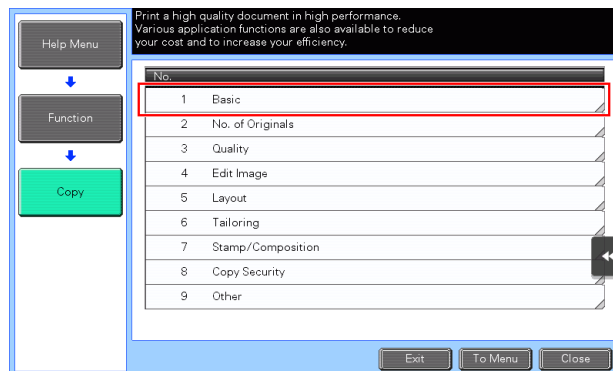 Print a high quality document in high performance.
Various application functions are also available to reduce
your cost and to increase your efficiency.
Help Menu
Function
Copy
No.
1 Basic
2 No. of Originals
3 Quality
4 Edit Image
5 Layout
6 Tailoring
7 Stamp/Composition
8 Copy Security
9 Other
Exit To Menu Close